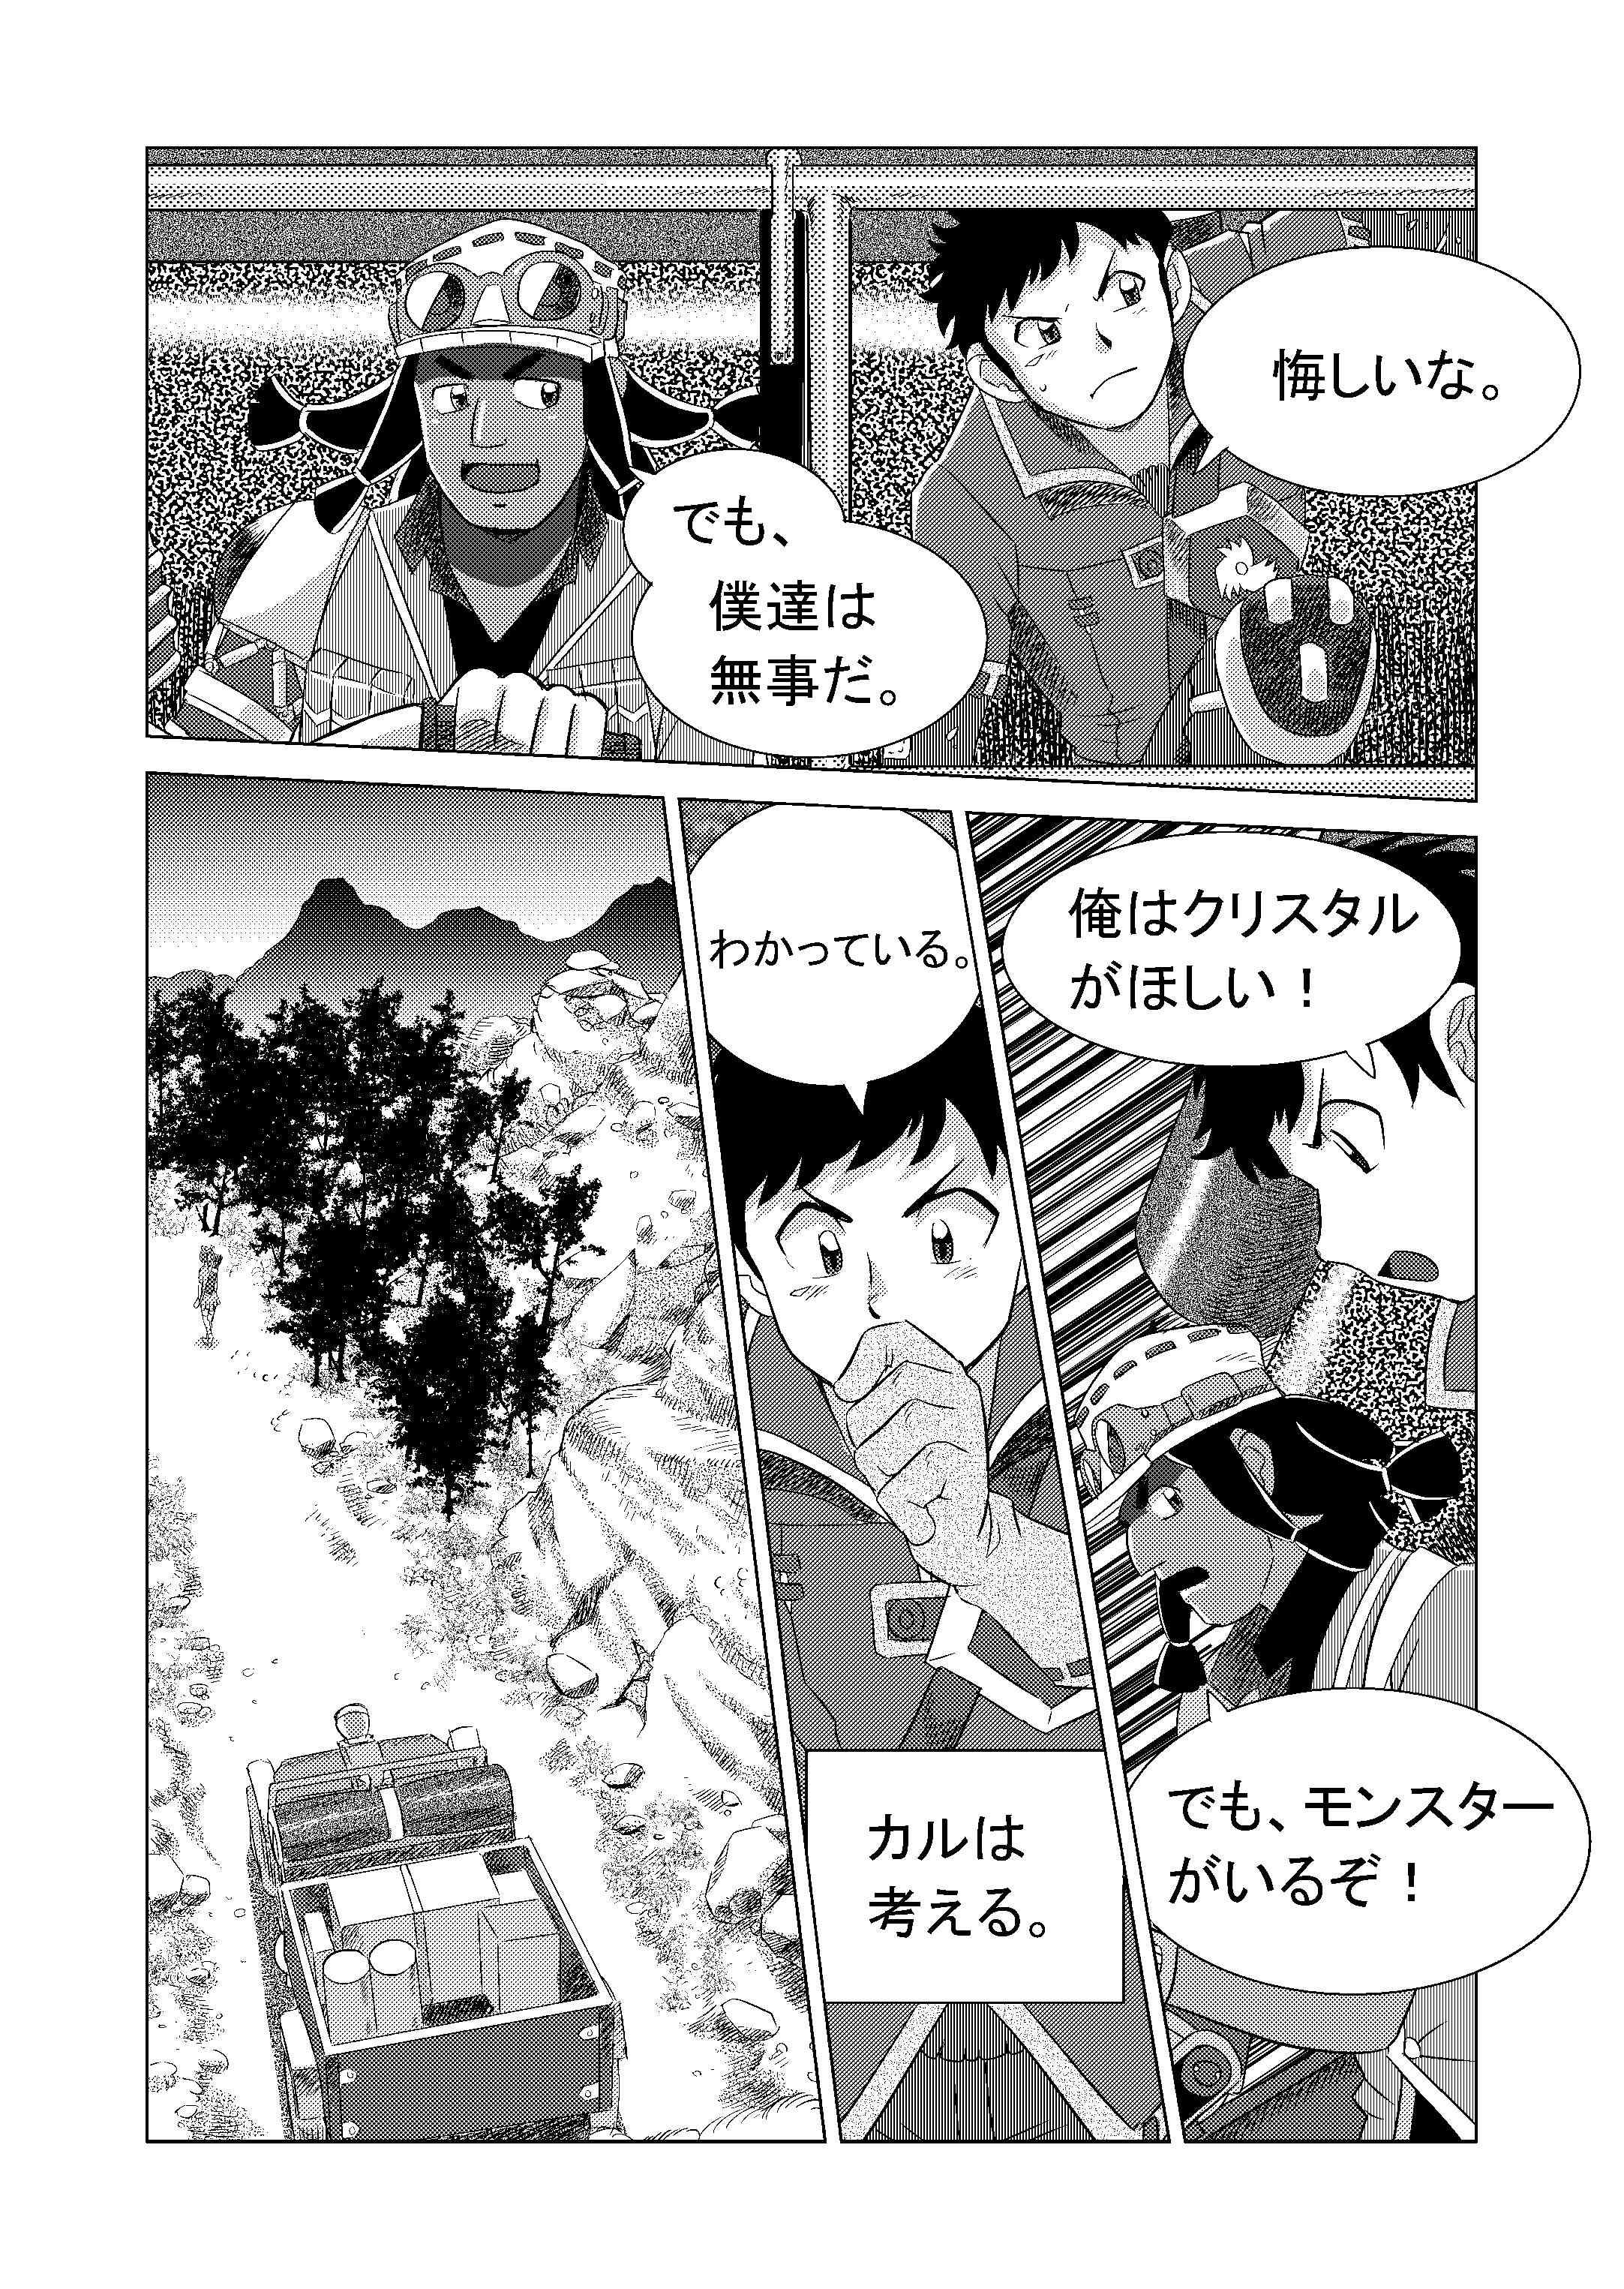 悔しいな。
でも、
僕達は
無事だ。
俺はクリスタル
がほしい！
でも、モンスター
がいるぞ！
わかっている。
カルは
考える。